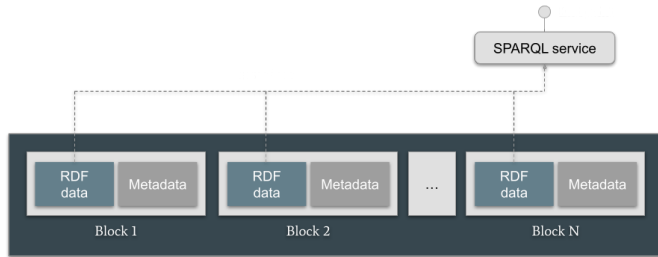 SPARQL service
RDF
data
Metadata
RDF
data
Metadata
...
RDF
data
Metadata
Block 1
Block 2
Block N